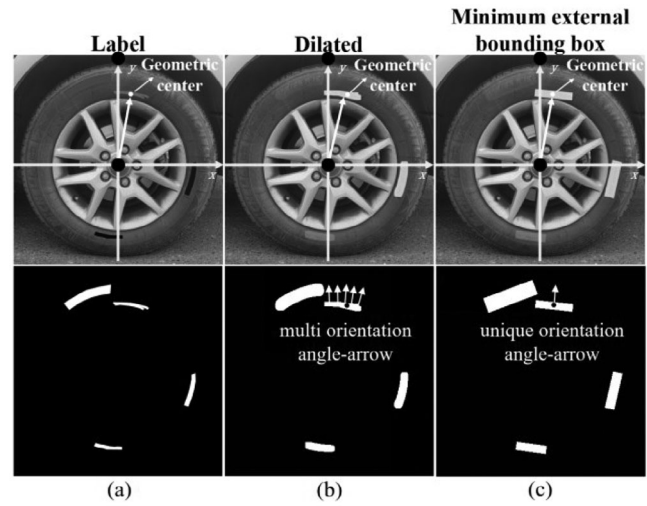 Label
Dilated
Minimum external
bounding box
y
Geometric
center
x
y
Geometric
center
x
y
Geometric
center
x
multi orientation
angle-arrow
unique orientation
angle-arrow
(a)
(b)
(c)